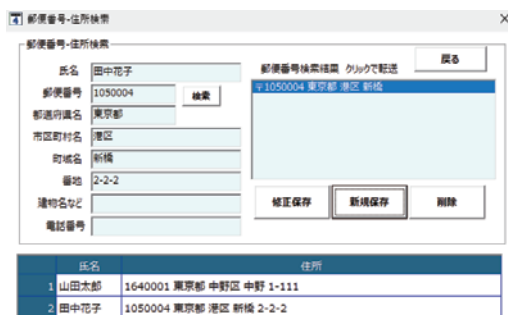 郵便番号-住所検索
郵便番号-住所検索
氏名 田中花子
郵便番号 1050004 検索
都道府県名 東京都
市区町村名 港区
町域名 新橋
番地 2-2-2
建物名など
電話番号
郵便番号検索結果 クリックで転送 戻る
〒1050004 東京都 港区 新橋
修正保存 新規保存 削除
氏名 住所
1 山田太郎 1640001 東京都 中野区 中野 1-111
2 田中花子 1050004 東京都 港区 新橋 2-2-2